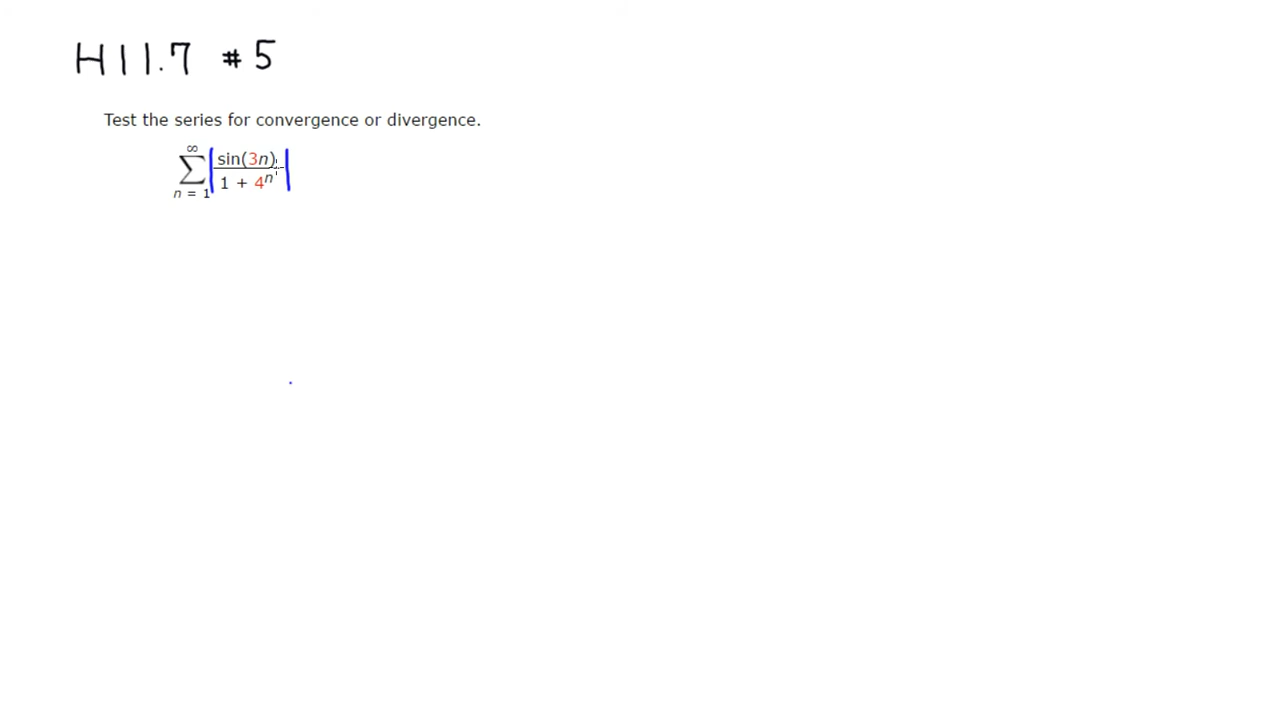 H11.7 #5
Test the series for convergence or divergence.
∞
∑ | sin(3n) / 1 + 4ⁿ |
n = 1